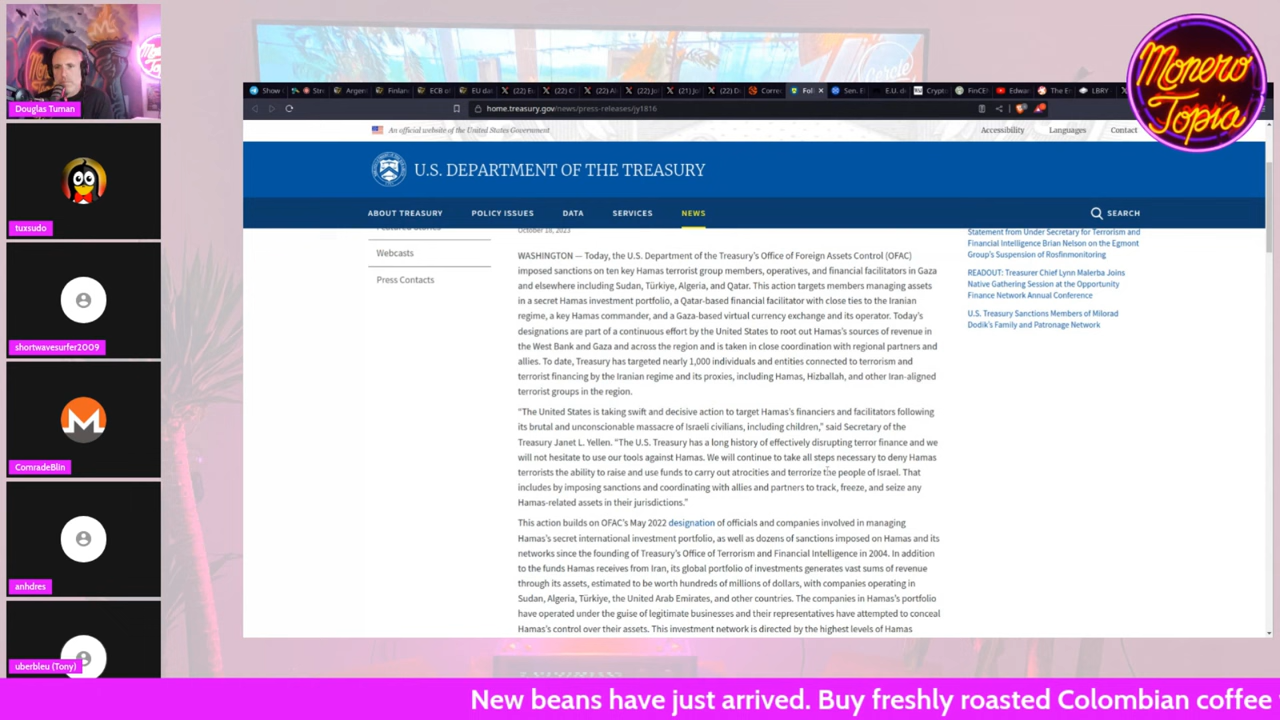 Douglas Tuman
tuxsudo
shortwavesurfer2009
ComradeBlin
anhdres
uberbleu (Tony)
Monero
Topia
home.treasury.gov/news/press-releases/jy1816
An official website of the United States Government
Accessibility
Languages
Contact
U.S. DEPARTMENT OF THE TREASURY
ABOUT TREASURY
POLICY ISSUES
DATA
SERVICES
NEWS
SEARCH
Featured Stories
Webcasts
Press Contacts
October 18, 2023
WASHINGTON — Today, the U.S. Department of the Treasury's Office of Foreign Assets Control (OFAC)
imposed sanctions on ten key Hamas terrorist group members, operatives, and financial facilitators in Gaza
and elsewhere including Sudan, Türkiye, Algeria, and Qatar. This action targets members managing assets
in a secret Hamas investment portfolio, a Qatar-based financial facilitator with close ties to the Iranian
regime, a key Hamas commander, and a Gaza-based virtual currency exchange and its operator. Today's
designations are part of a continuous effort by the United States to root out Hamas's sources of revenue in
the West Bank and Gaza and across the region and is taken in close coordination with regional partners and
allies. To date, Treasury has targeted nearly 1,000 individuals and entities connected to terrorism and
terrorist financing by the Iranian regime and its proxies, including Hamas, Hizballah, and other Iran-aligned
terrorist groups in the region.
"The United States is taking swift and decisive action to target Hamas's financiers and facilitators following
its brutal and unconscionable massacre of Israeli civilians, including children," said Secretary of the
Treasury Janet L. Yellen. "The U.S. Treasury has a long history of effectively disrupting terror finance and we
will not hesitate to use our tools against Hamas. We will continue to take all steps necessary to deny Hamas
terrorists the ability to raise and use funds to carry out atrocities and terrorize the people of Israel. That
includes by imposing sanctions and coordinating with allies and partners to track, freeze, and seize any
Hamas-related assets in their jurisdictions."
This action builds on OFAC's May 2022 designation of officials and companies involved in managing
Hamas's secret international investment portfolio, as well as dozens of sanctions imposed on Hamas and its
networks since the founding of Treasury's Office of Terrorism and Financial Intelligence in 2004. In addition
to the funds Hamas receives from Iran, its global portfolio of investments generates vast sums of revenue
through its assets, estimated to be worth hundreds of millions of dollars, with companies operating in
Sudan, Algeria, Türkiye, the United Arab Emirates, and other countries. The companies in Hamas's portfolio
have operated under the guise of legitimate businesses and their representatives have attempted to conceal
Hamas's control over their assets. This investment network is directed by the highest levels of Hamas
Statement from Under Secretary for Terrorism and
Financial Intelligence Brian Nelson on the Egmont
Group's Suspension of Rosfinmonitoring
READOUT: Treasurer Chief Lynn Malerba Joins
Native Gathering Session at the Opportunity
Finance Network Annual Conference
U.S. Treasury Sanctions Members of Milorad
Dodik's Family and Patronage Network
New beans have just arrived. Buy freshly roasted Colombian coffee